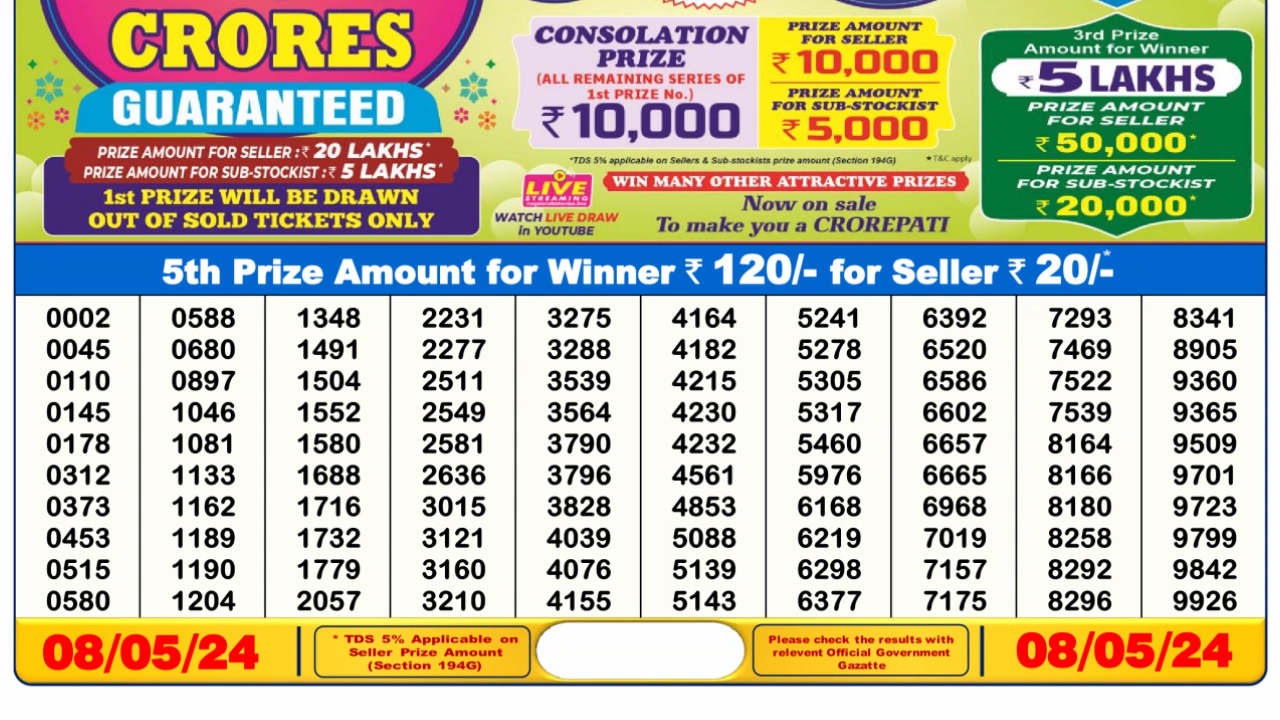 CRORES
GUARANTEED
PRIZE AMOUNT FOR SELLER :₹ 20 LAKHS*
PRIZE AMOUNT FOR SUB-STOCKIST :₹ 5 LAKHS*
1st PRIZE WILL BE DRAWN
OUT OF SOLD TICKETS ONLY
CONSOLATION
PRIZE
(ALL REMAINING SERIES OF
1st PRIZE No.)
₹ 10,000
PRIZE AMOUNT
FOR SELLER
₹ 10,000
PRIZE AMOUNT
FOR SUB-STOCKIST
₹ 5,000
*TDS 5% applicable on Sellers & Sub-stockists prize amount (Section 194G)
★T&C apply
LIVE
STREAMING
WATCH LIVE DRAW
in YOUTUBE
WIN MANY OTHER ATTRACTIVE PRIZES
Now on sale
To make you a CROREPATI
3rd Prize
Amount for Winner
₹ 5 LAKHS
PRIZE AMOUNT
FOR SELLER
₹ 50,000*
PRIZE AMOUNT
FOR SUB-STOCKIST
₹ 20,000*
5th Prize Amount for Winner ₹ 120/- for Seller ₹ 20/-*
0002 0588 1348 2231 3275 4164 5241 6392 7293 8341
0045 0680 1491 2277 3288 4182 5278 6520 7469 8905
0110 0897 1504 2511 3539 4215 5305 6586 7522 9360
0145 1046 1552 2549 3564 4230 5317 6602 7539 9365
0178 1081 1580 2581 3790 4232 5460 6657 8164 9509
0312 1133 1688 2636 3796 4561 5976 6665 8166 9701
0373 1162 1716 3015 3828 4853 6168 6968 8180 9723
0453 1189 1732 3121 4039 5088 6219 7019 8258 9799
0515 1190 1779 3160 4076 5139 6298 7157 8292 9842
0580 1204 2057 3210 4155 5143 6377 7175 8296 9926
08/05/24
* TDS 5% Applicable on
Seller Prize Amount
(Section 194G)
Please check the results with
relevent Official Government
Gazatte
08/05/24